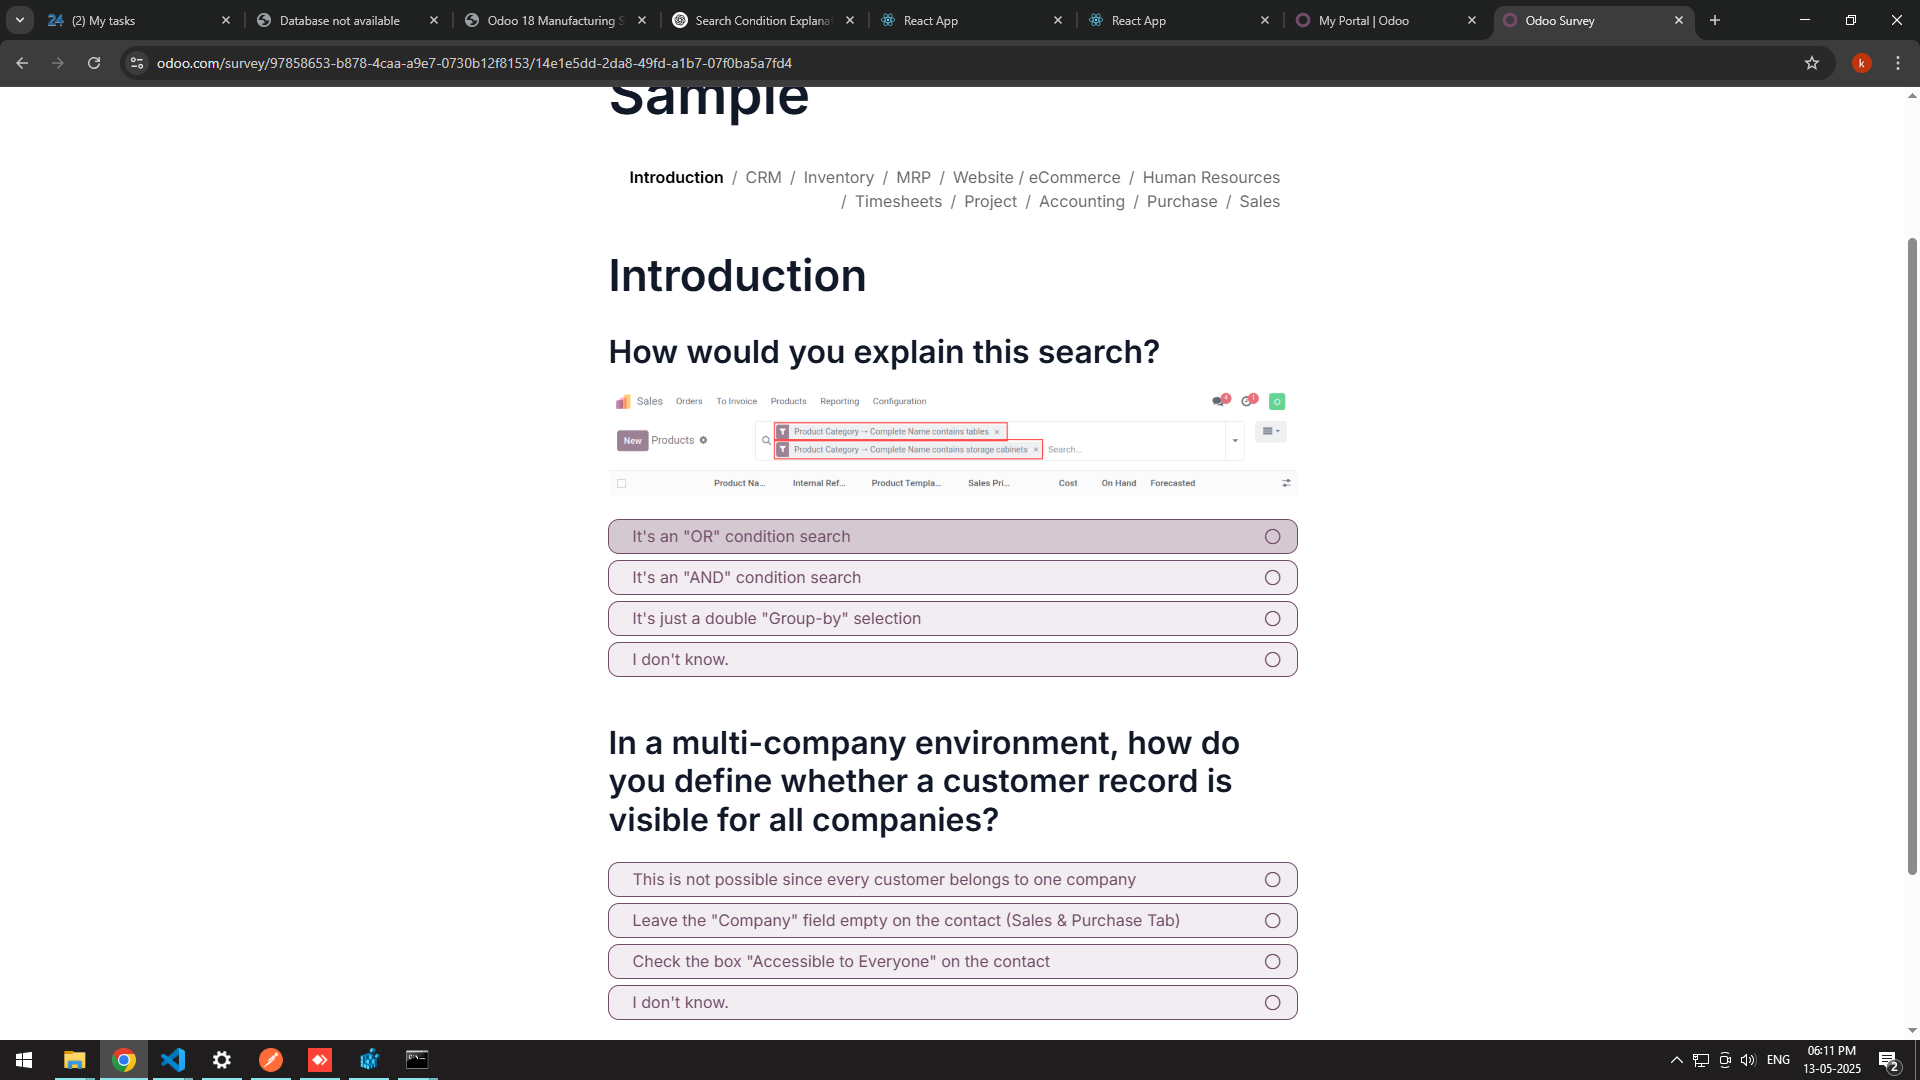 24 (2) My tasks
Database not available
Odoo 18 Manufacturing S
Search Condition Explana
React App
React App
My Portal | Odoo
Odoo Survey
odoo.com/survey/97858653-b878-4caa-a9e7-0730b12f8153/14e1e5dd-2da8-49fd-a1b7-07f0ba5a7fd4
k
Sample
Introduction / CRM / Inventory / MRP / Website / eCommerce / Human Resources
/ Timesheets / Project / Accounting / Purchase / Sales
Introduction
How would you explain this search?
Sales Orders To Invoice Products Reporting Configuration 4 1 O
New Products
Product Category → Complete Name contains tables ×
Product Category → Complete Name contains storage cabinets × Search...
Product Na... Internal Ref... Product Templa... Sales Pri... Cost On Hand Forecasted
It's an "OR" condition search
It's an "AND" condition search
It's just a double "Group-by" selection
I don't know.
In a multi-company environment, how do
you define whether a customer record is
visible for all companies?
This is not possible since every customer belongs to one company
Leave the "Company" field empty on the contact (Sales & Purchase Tab)
Check the box "Accessible to Everyone" on the contact
I don't know.
ENG
06:11 PM
13-05-2025
2